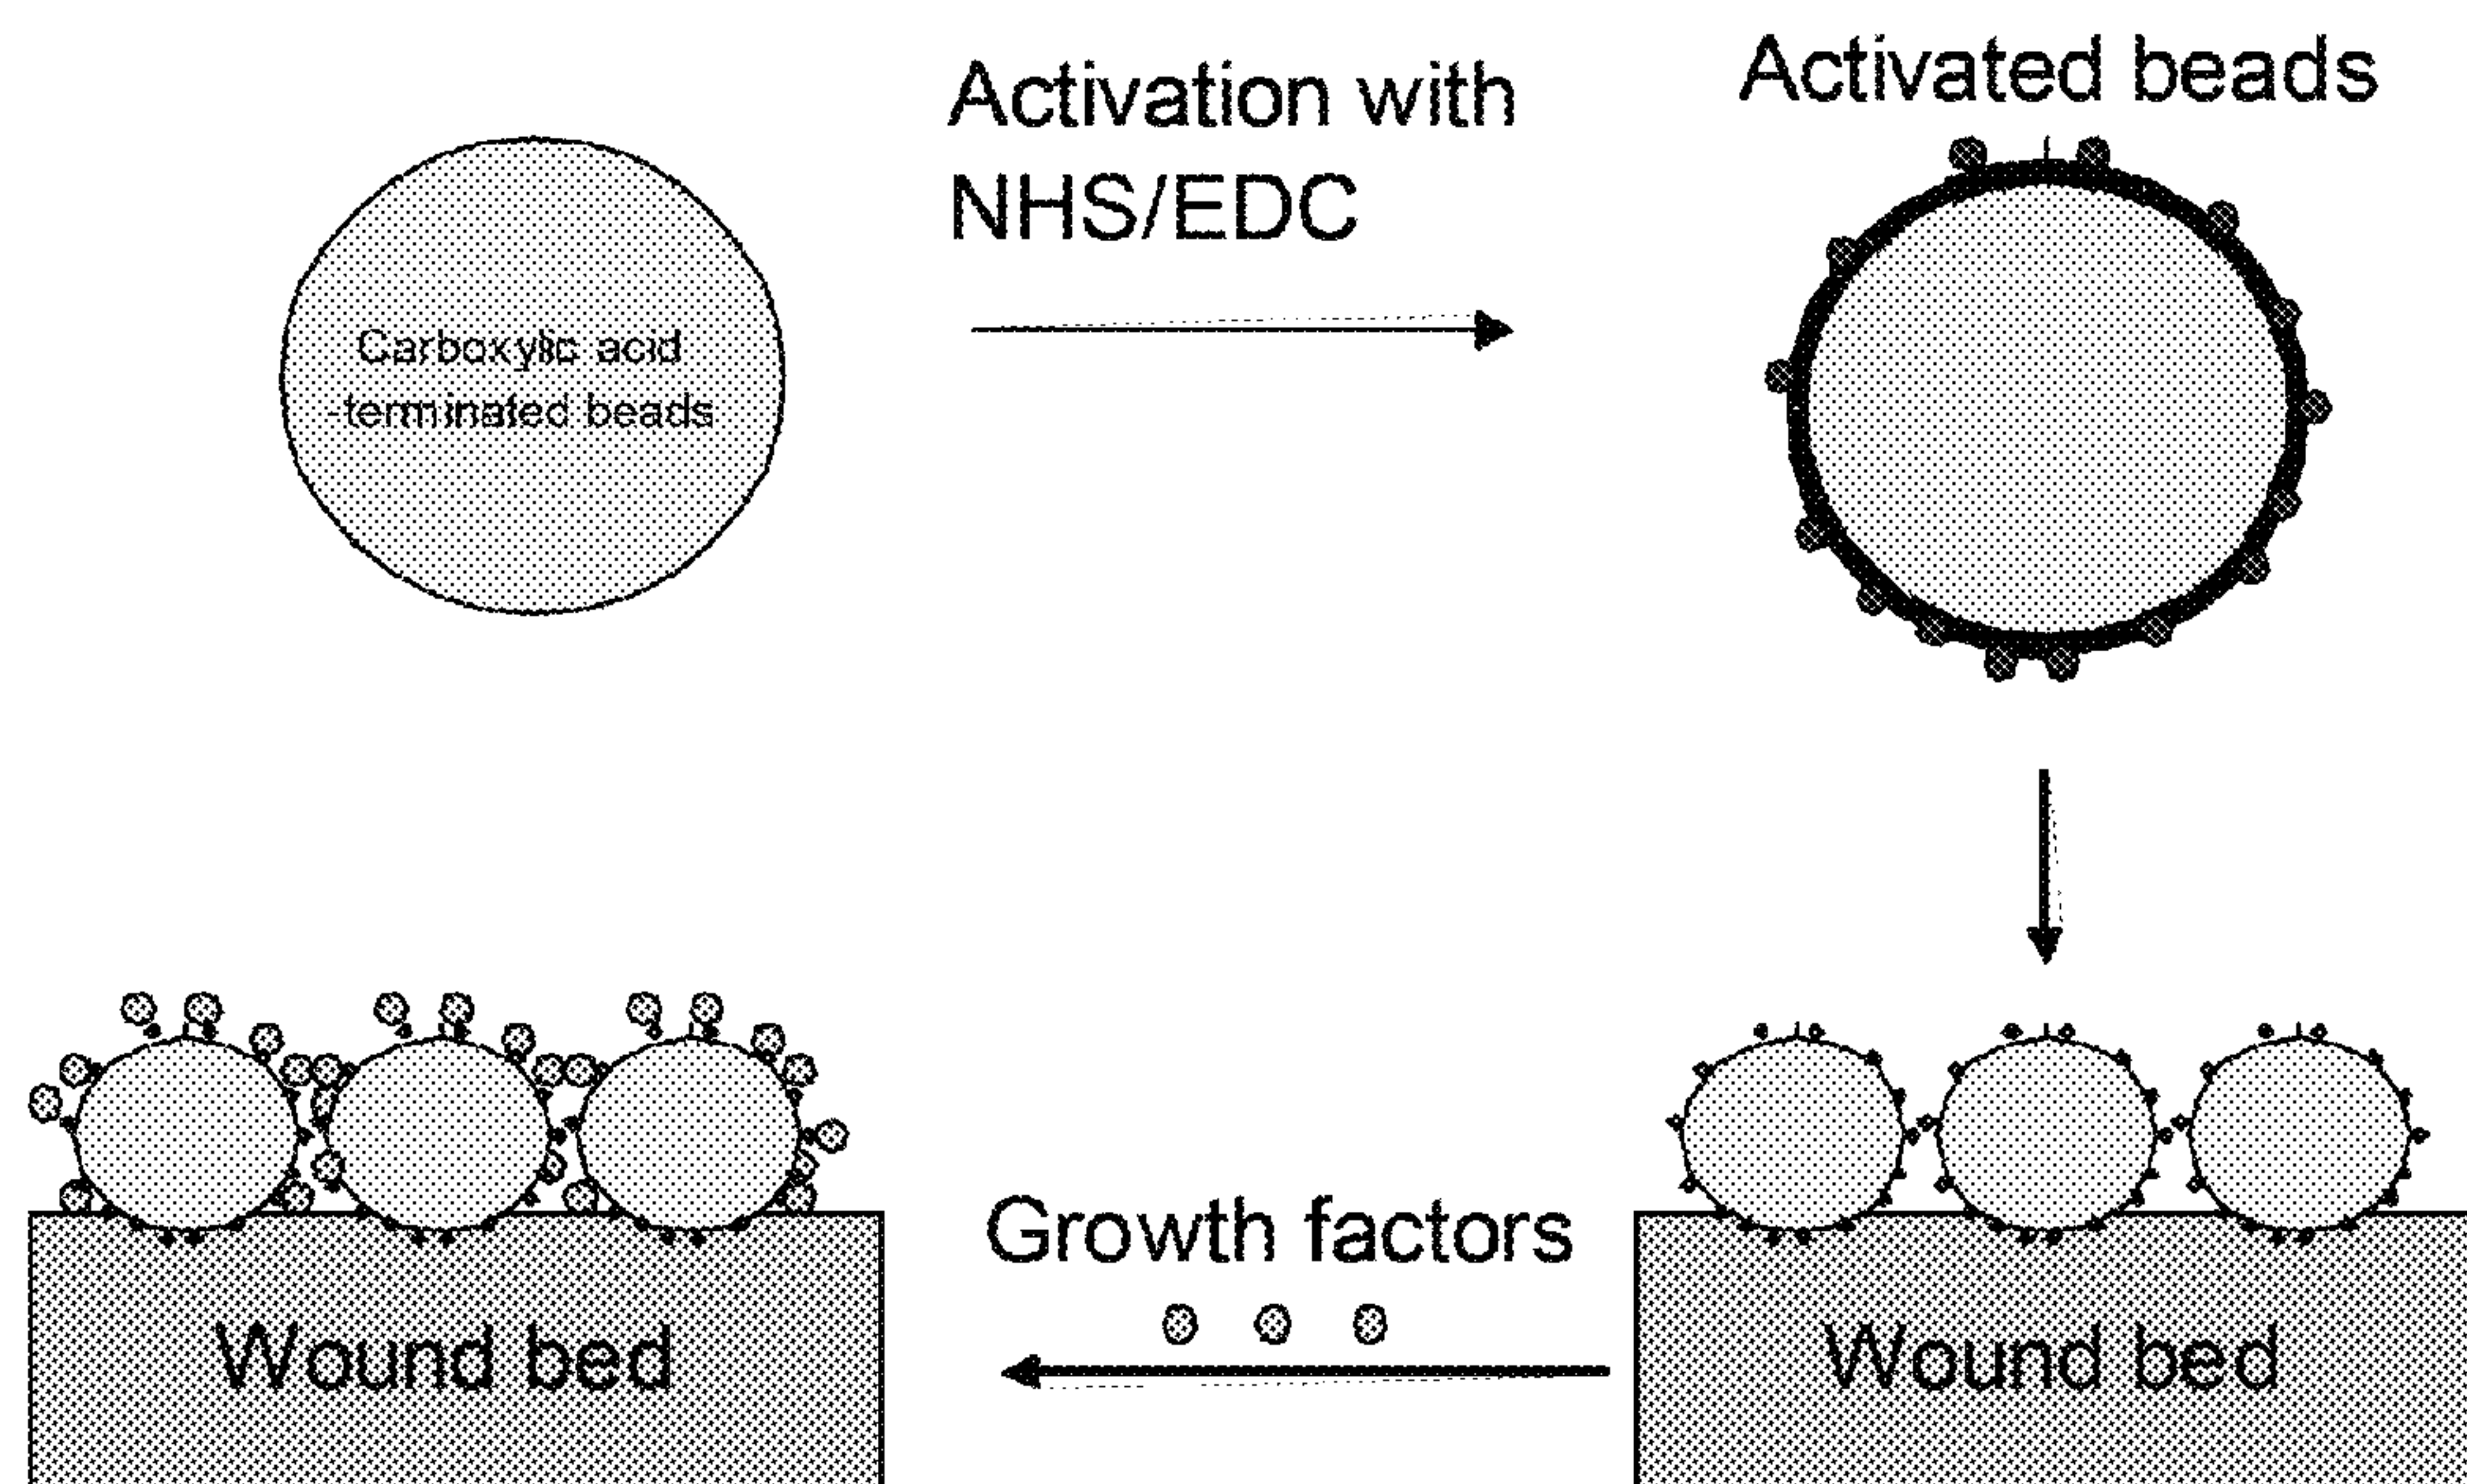 Activation with
NHS/EDC
Activated beads
Carboxylic acid
-terminated beads
Growth factors
Wound bed
Wound bed